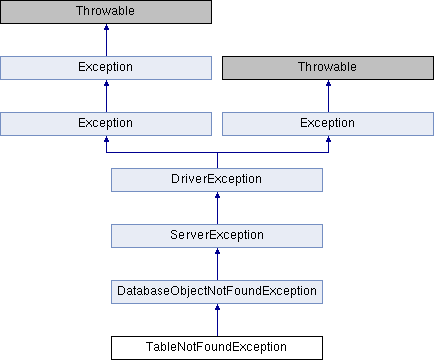 Throwable
Exception
Throwable
Exception
Exception
DriverException
ServerException
DatabaseObjectNotFoundException
TableNotFoundException